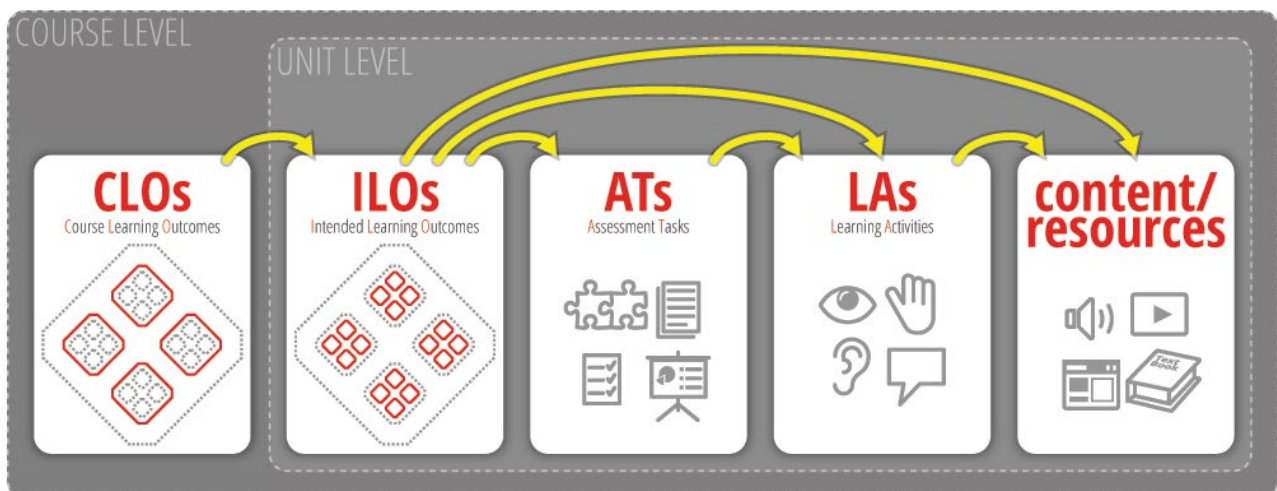 COURSE LEVEL
UNIT LEVEL
CLOs
Course Learning Outcomes
ILOs
Intended Learning Outcomes
ATs
Assessment Tasks
LAs
Learning Activities
content/
resources
Text
Book